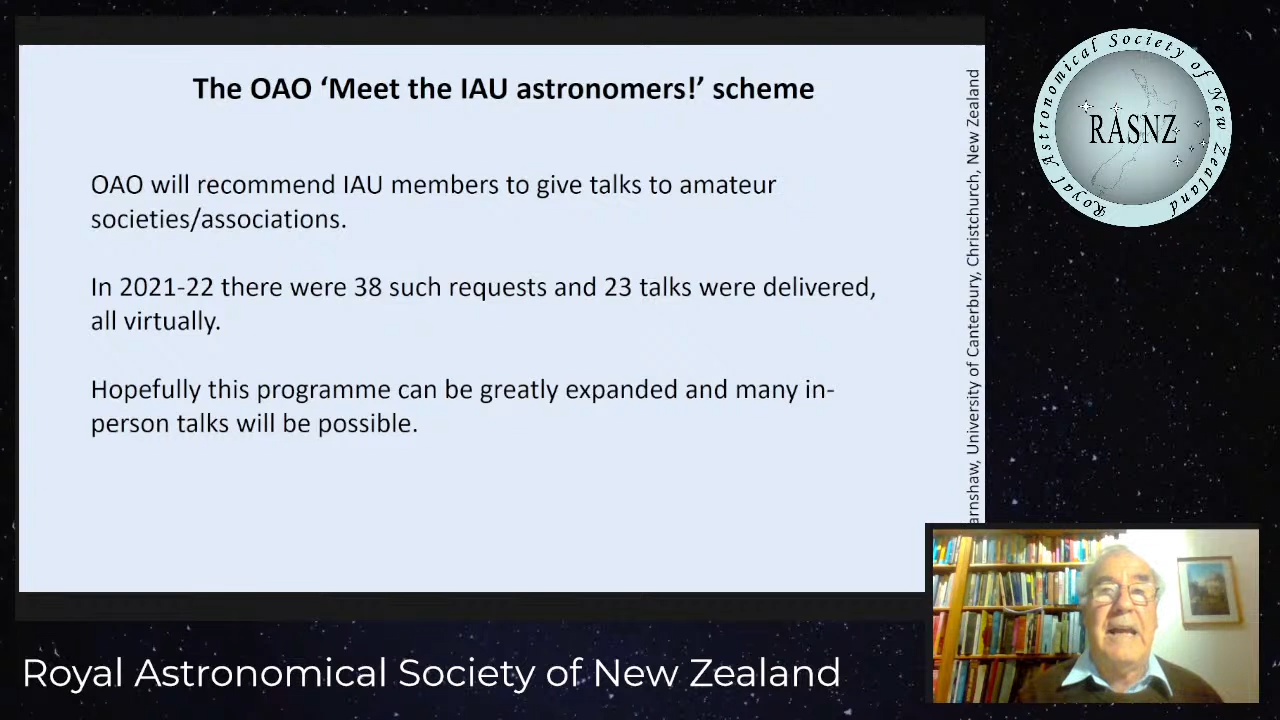 The OAO ‘Meet the IAU astronomers!’ scheme
OAO will recommend IAU members to give talks to amateur
societies/associations.
In 2021-22 there were 38 such requests and 23 talks were delivered,
all virtually.
Hopefully this programme can be greatly expanded and many in-
person talks will be possible.
University of Canterbury, Christchurch, New Zealand
Royal Astronomical Society of New Zealand
RASNZ
Royal Astronomical Society of New Zealand